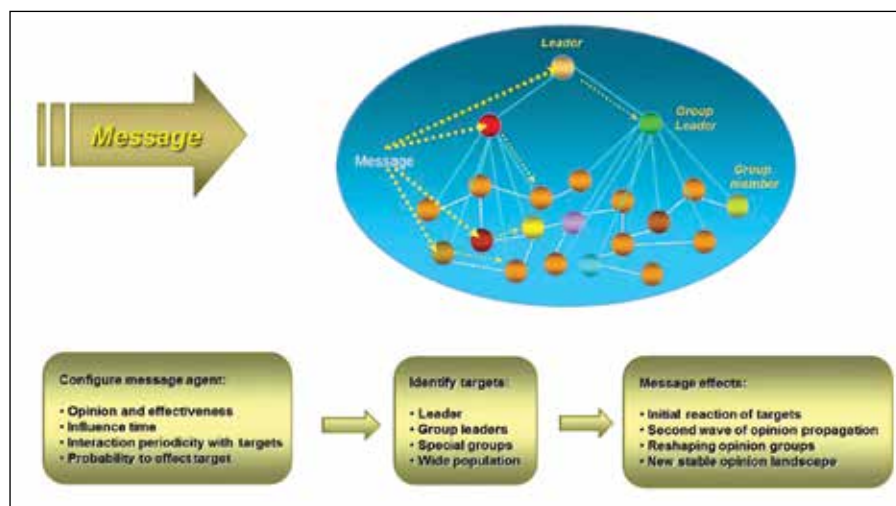 Leader
Message
Group
Leader
Message
Group
member
Configure message agent:
• Opinion and effectiveness
• Influence time
• Interaction periodicity with targets
• Probability to effect target
Identify targets:
• Leader
• Group leaders
• Special groups
• Wide population
Message effects:
• Initial reaction of targets
• Second wave of opinion propagation
• Reshaping opinion groups
• New stable opinion landscape